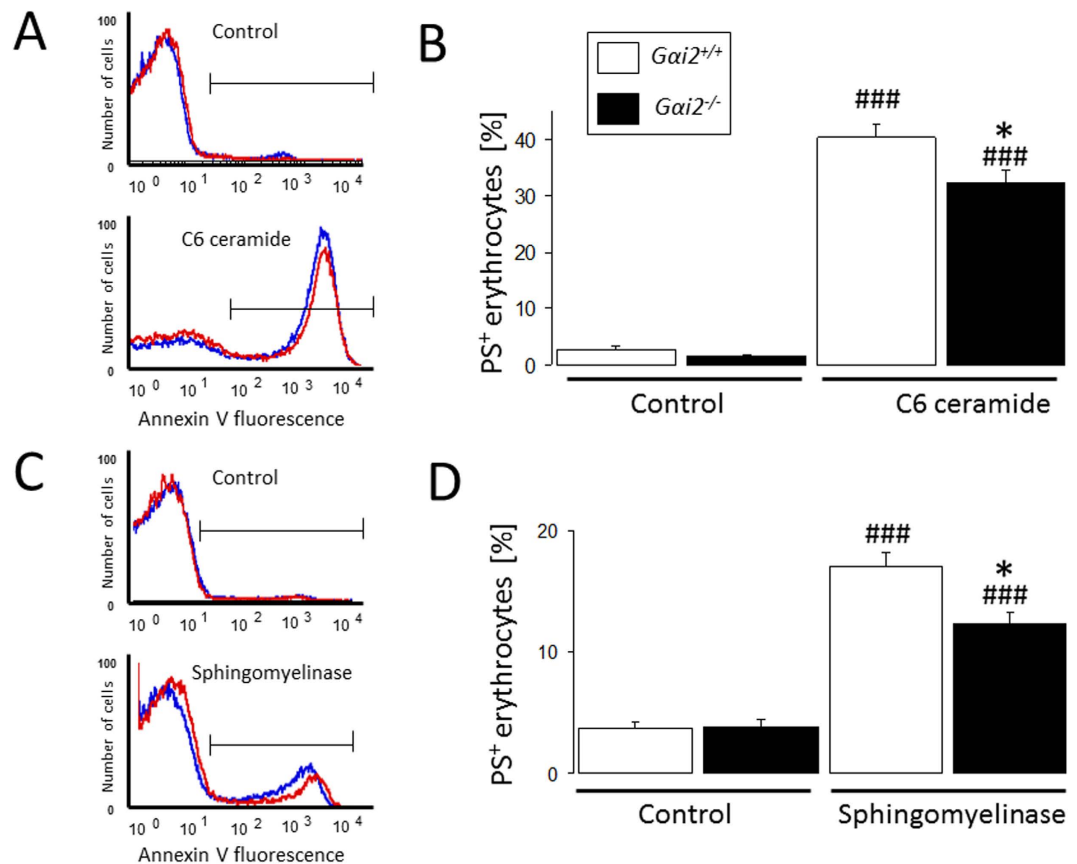 A
100
Control
Number of cells
0
10 0 10 1 10 2 10 3 10 4
100
C6 ceramide
Number of cells
0
10 0 10 1 10 2 10 3 10 4
Annexin V fluorescence
B
Gαi2+/+
Gαi2-/-
PS+ erythrocytes [%]
40
30
20
10
0
###
*
###
Control
C6 ceramide
C
100
Control
Number of cells
0
10 0 10 1 10 2 10 3 10 4
100
Sphingomyelinase
Number of cells
0
10 0 10 1 10 2 10 3 10 4
Annexin V fluorescence
D
PS+ erythrocytes [%]
20
10
0
###
*
###
Control
Sphingomyelinase